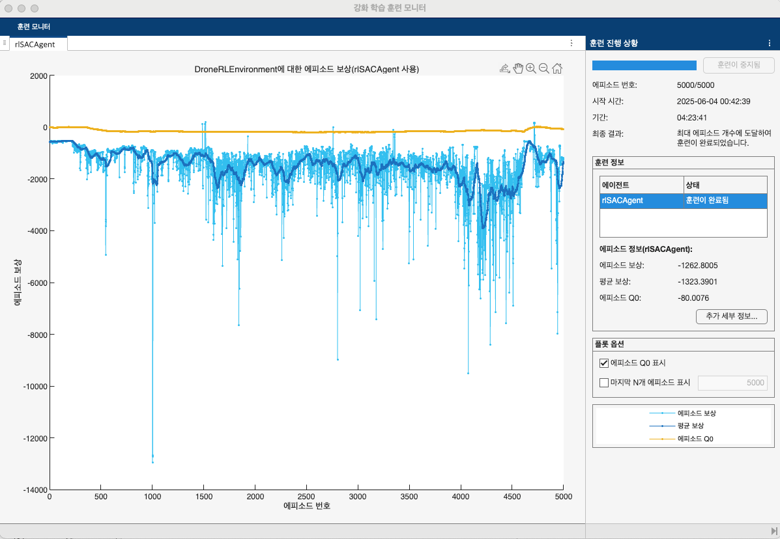 강화 학습 훈련 모니터
훈련 모니터
rlSACAgent
DroneRLEnvironment에 대한 에피소드 보상(rlSACAgent 사용)
2000
0
-2000
-4000
-6000
-8000
-10000
-12000
-14000
에피소드 보상
0
500
1000
1500
2000
2500
3000
3500
4000
4500
5000
에피소드 번호
훈련 진행 상황
훈련이 중지됨
에피소드 번호: 5000/5000
시작 시간: 2025-06-04 00:42:39
기간: 04:23:41
최종 결과: 최대 에피소드 개수에 도달하여
훈련이 완료되었습니다.
훈련 정보
에이전트 상태
rlSACAgent 훈련이 완료됨
에피소드 정보(rlSACAgent):
에피소드 보상: -1262.8005
평균 보상: -1323.3901
에피소드 Q0: -80.0076
추가 세부 정보...
플롯 옵션
에피소드 Q0 표시
마지막 N개 에피소드 표시 5000
에피소드 보상
평균 보상
에피소드 Q0